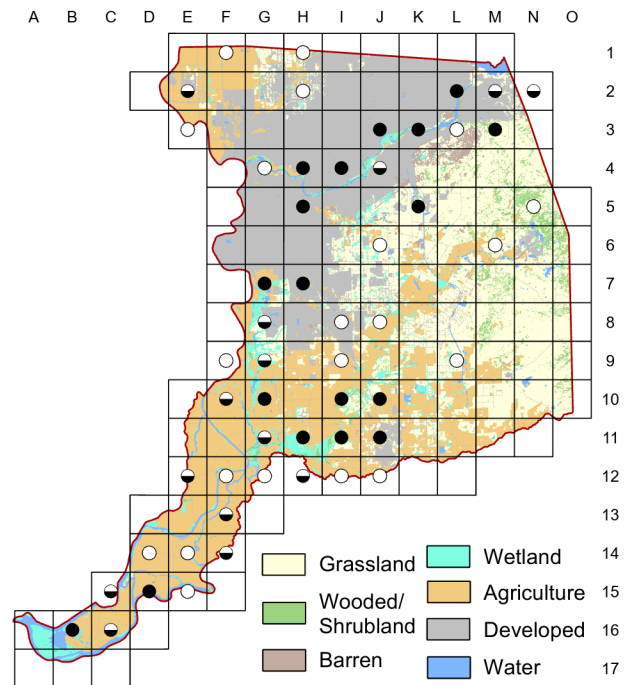 A B C D E F G H I J K L M N O
1
2
3
4
5
6
7
8
9
10
11
12
13
14
15
16
17
Grassland
Wooded/
Shrubland
Barren
Wetland
Agriculture
Developed
Water